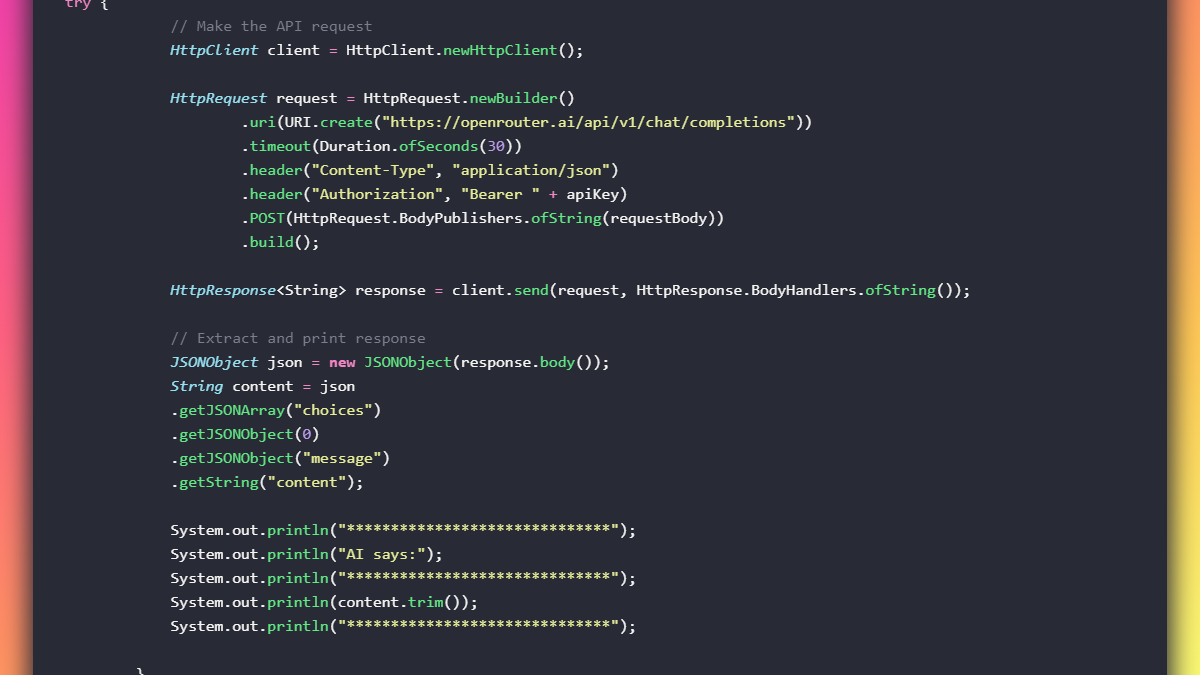 try {
// Make the API request
HttpClient client = HttpClient.newHttpClient();
HttpRequest request = HttpRequest.newBuilder()
.uri(URI.create("https://openrouter.ai/api/v1/chat/completions"))
.timeout(Duration.ofSeconds(30))
.header("Content-Type", "application/json")
.header("Authorization", "Bearer " + apiKey)
.POST(HttpRequest.BodyPublishers.ofString(requestBody))
.build();
HttpResponse<String> response = client.send(request, HttpResponse.BodyHandlers.ofString());
// Extract and print response
JSONObject json = new JSONObject(response.body());
String content = json
.getJSONArray("choices")
.getJSONObject(0)
.getJSONObject("message")
.getString("content");
System.out.println("******************************");
System.out.println("AI says:");
System.out.println("******************************");
System.out.println(content.trim());
System.out.println("******************************");
}